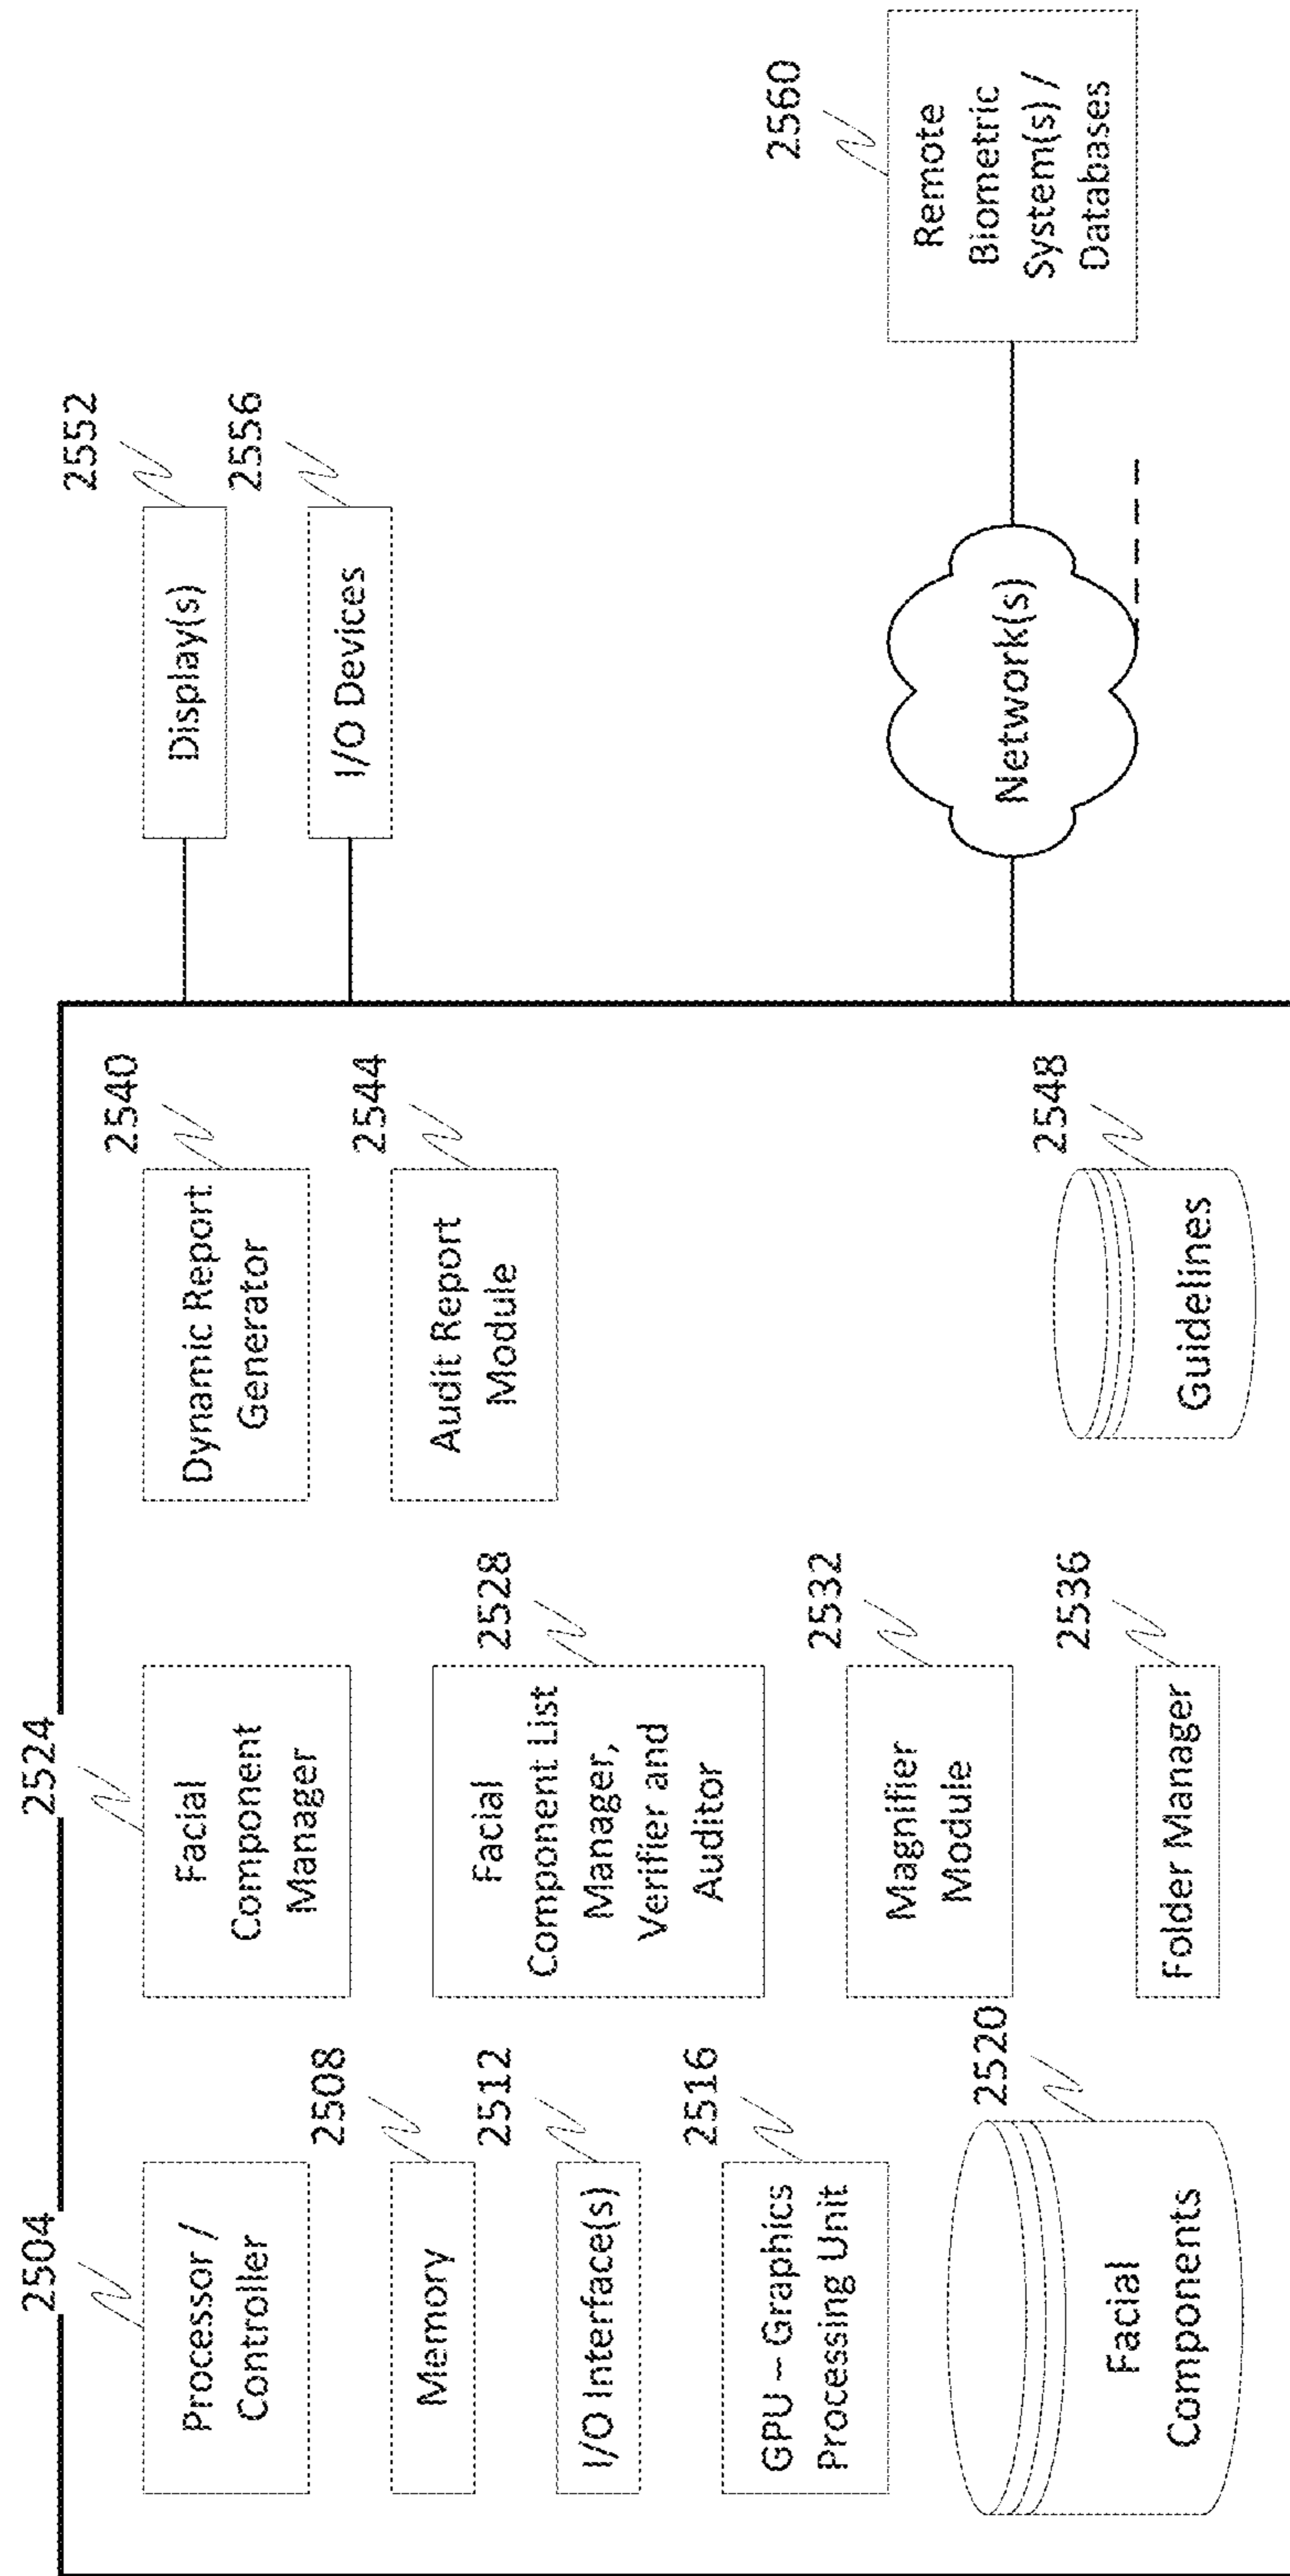 2504
Processor /
Controller
2508
Memory
2512
I/O Interface(s)
2516
GPU – Graphics
Processing Unit
2520
Facial
Components
2524
Facial
Component
Manager
2528
Facial
Component List
Manager,
Verifier and
Auditor
2532
Magnifier
Module
2536
Folder Manager
2540
Dynamic Report
Generator
2544
Audit Report
Module
2548
Guidelines
2552
Display(s)
2556
I/O Devices
Network(s)
2560
Remote
Biometric
System(s) /
Databases